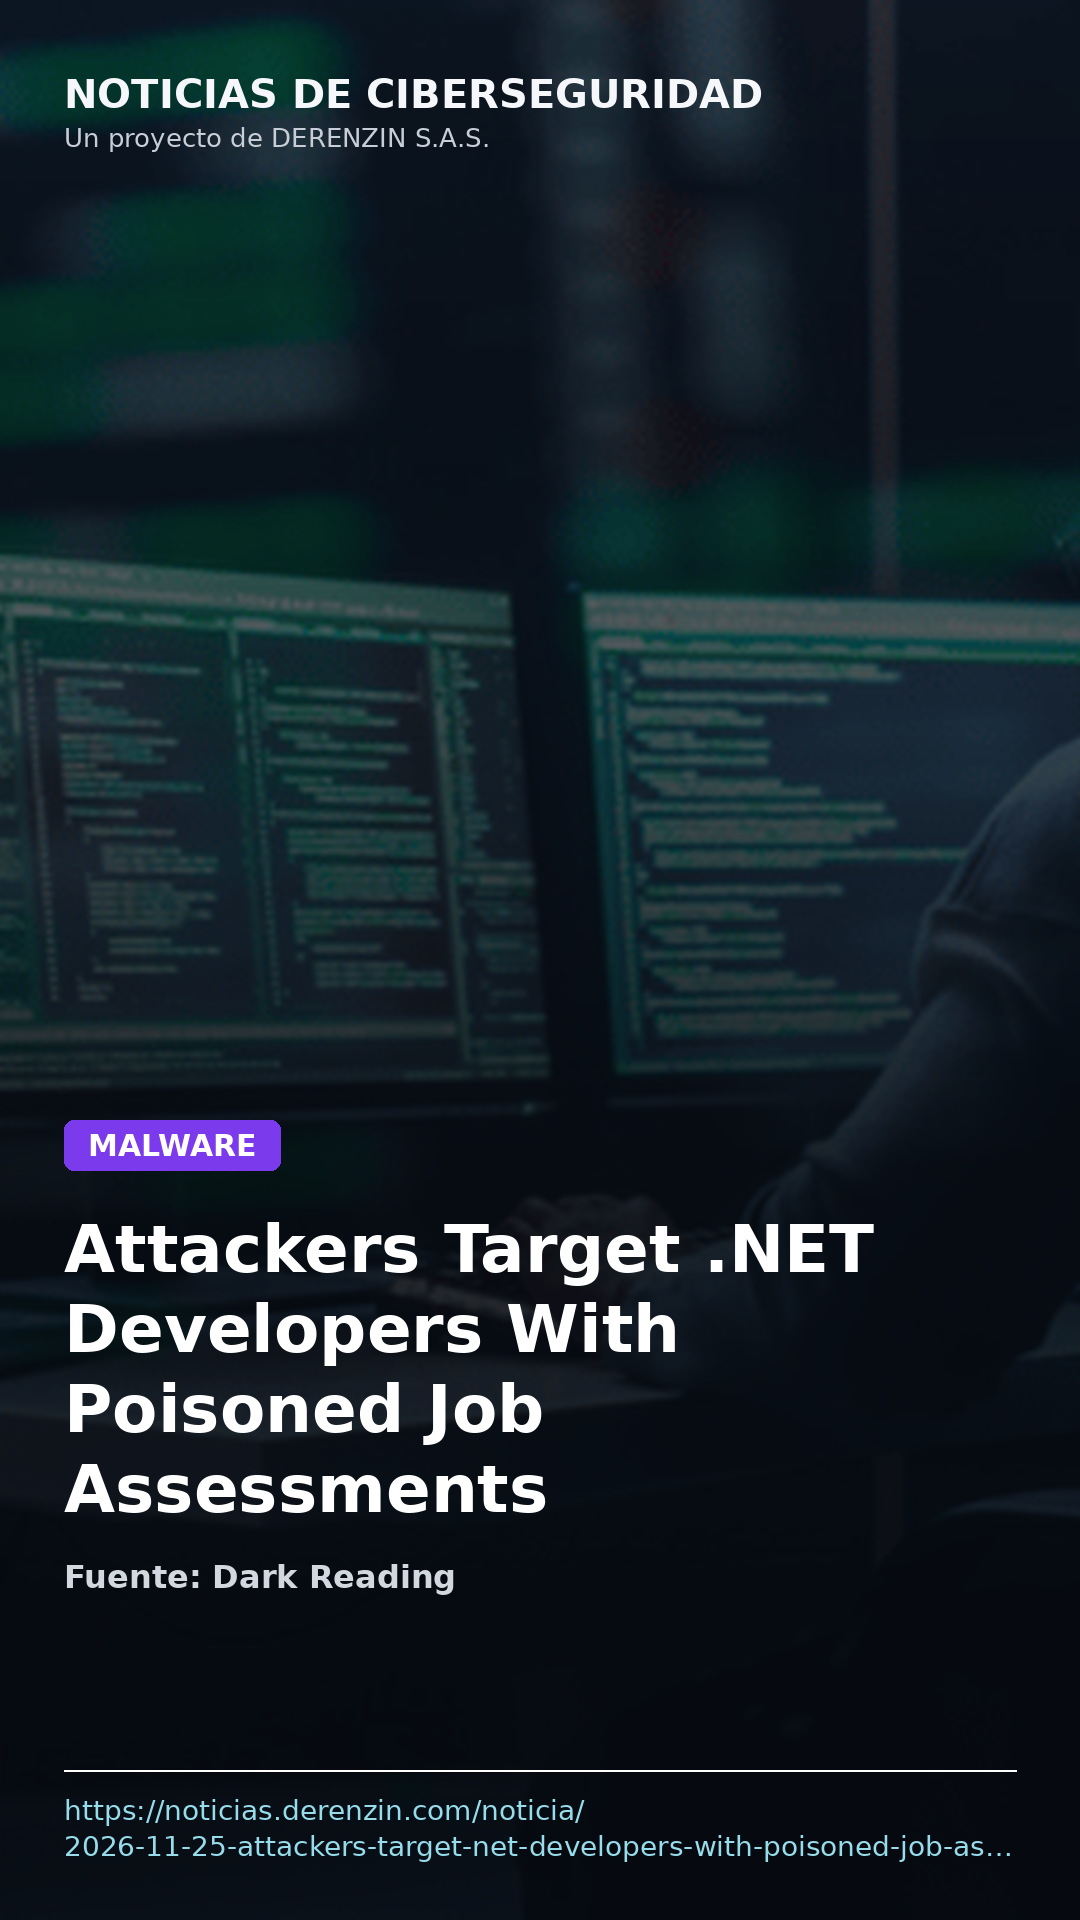 NOTICIAS DE CIBERSEGURIDAD
Un proyecto de DERENZIN S.A.S.
MALWARE
Attackers Target .NET
Developers With
Poisoned Job
Assessments
Fuente: Dark Reading
https://noticias.derenzin.com/noticia/
2026-11-25-attackers-target-net-developers-with-poisoned-job-as…